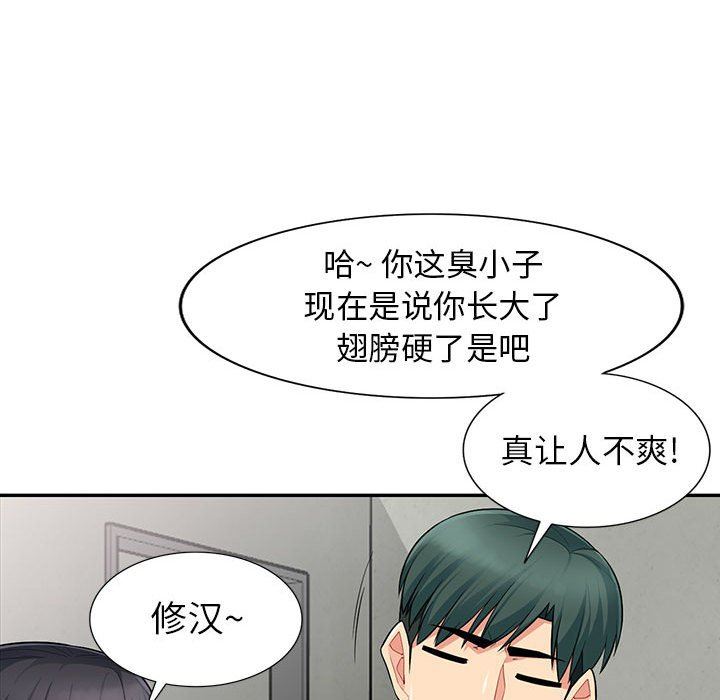 哈~ 你这臭小子
现在是说你长大了
翅膀硬了是吧
真让人不爽!
修汉~